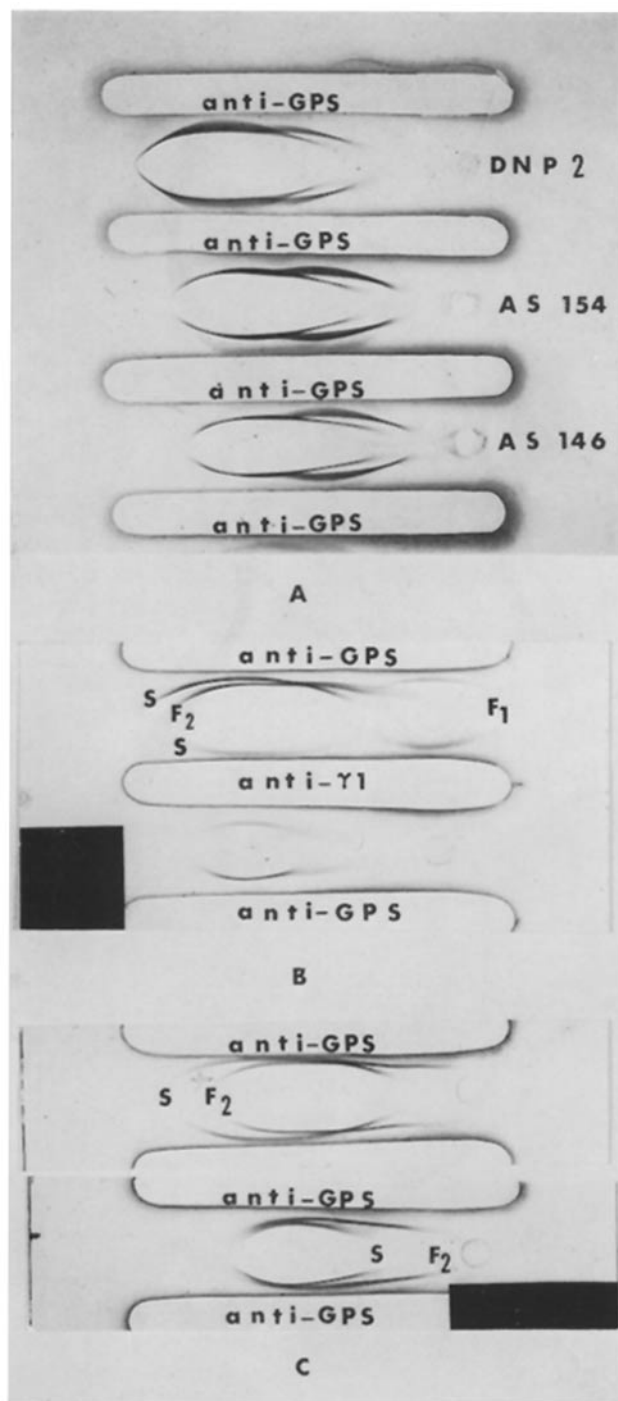 anti-GPS
DNP 2
anti-GPS
AS 154
anti-GPS
AS 146
anti-GPS
A
anti-GPS
S
F2
F1
S
anti-γ1
anti-GPS
B
anti-GPS
S F2
anti-GPS
S F2
anti-GPS
C